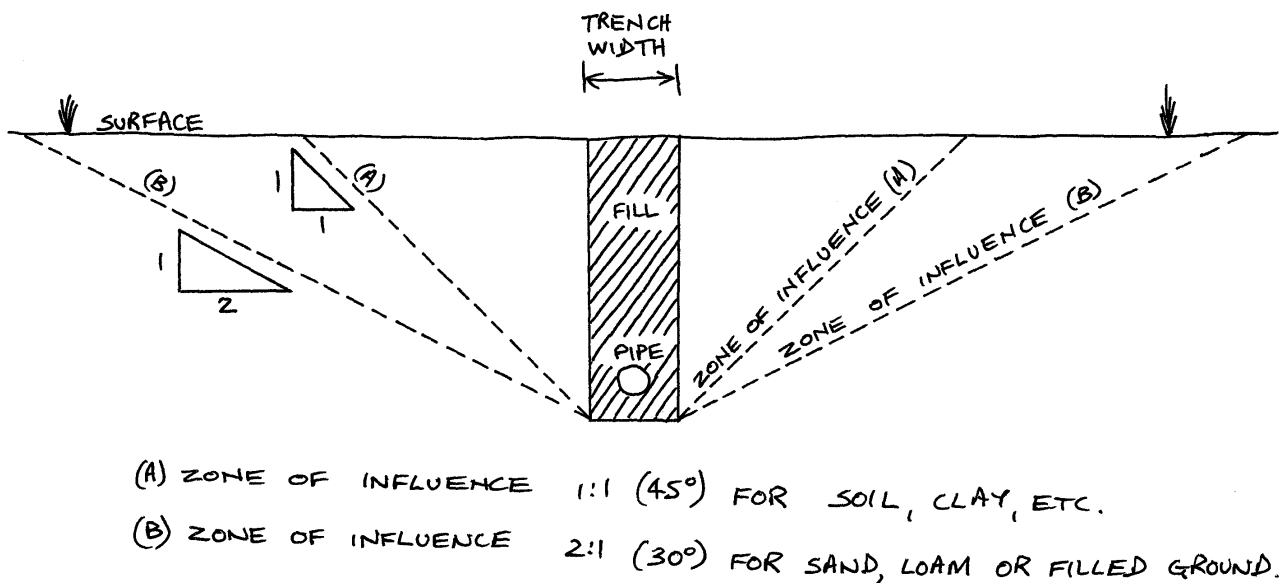 TRENCH
WIDTH
SURFACE
(B)
1
2
1
1
(A)
FILL
PIPE
ZONE OF INFLUENCE (A)
ZONE OF INFLUENCE (B)
(A) ZONE OF INFLUENCE 1:1 (45°) FOR SOIL, CLAY, ETC.
(B) ZONE OF INFLUENCE 2:1 (30°) FOR SAND, LOAM OR FILLED GROUND.